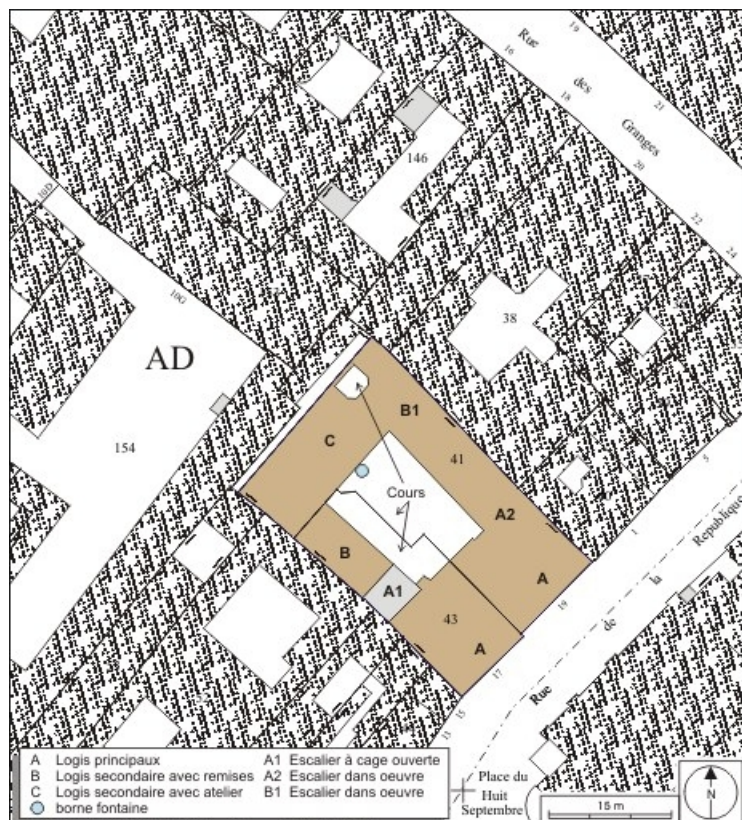 Rue
des
Granges
16
19
18
21
20
22
24
146
10D
10G
38
AD
154
B1
C
41
Cours
A2
B
A1
A
43
A
5
1
19
17
15
13
Rue
de
la
Republique
A Logis principaux
B Logis secondaire avec remises
C Logis secondaire avec atelier
borne fontaine
A1 Escalier à cage ouverte
A2 Escalier dans oeuvre
B1 Escalier dans oeuvre
Place du
Huit
Septembre
15 m
N